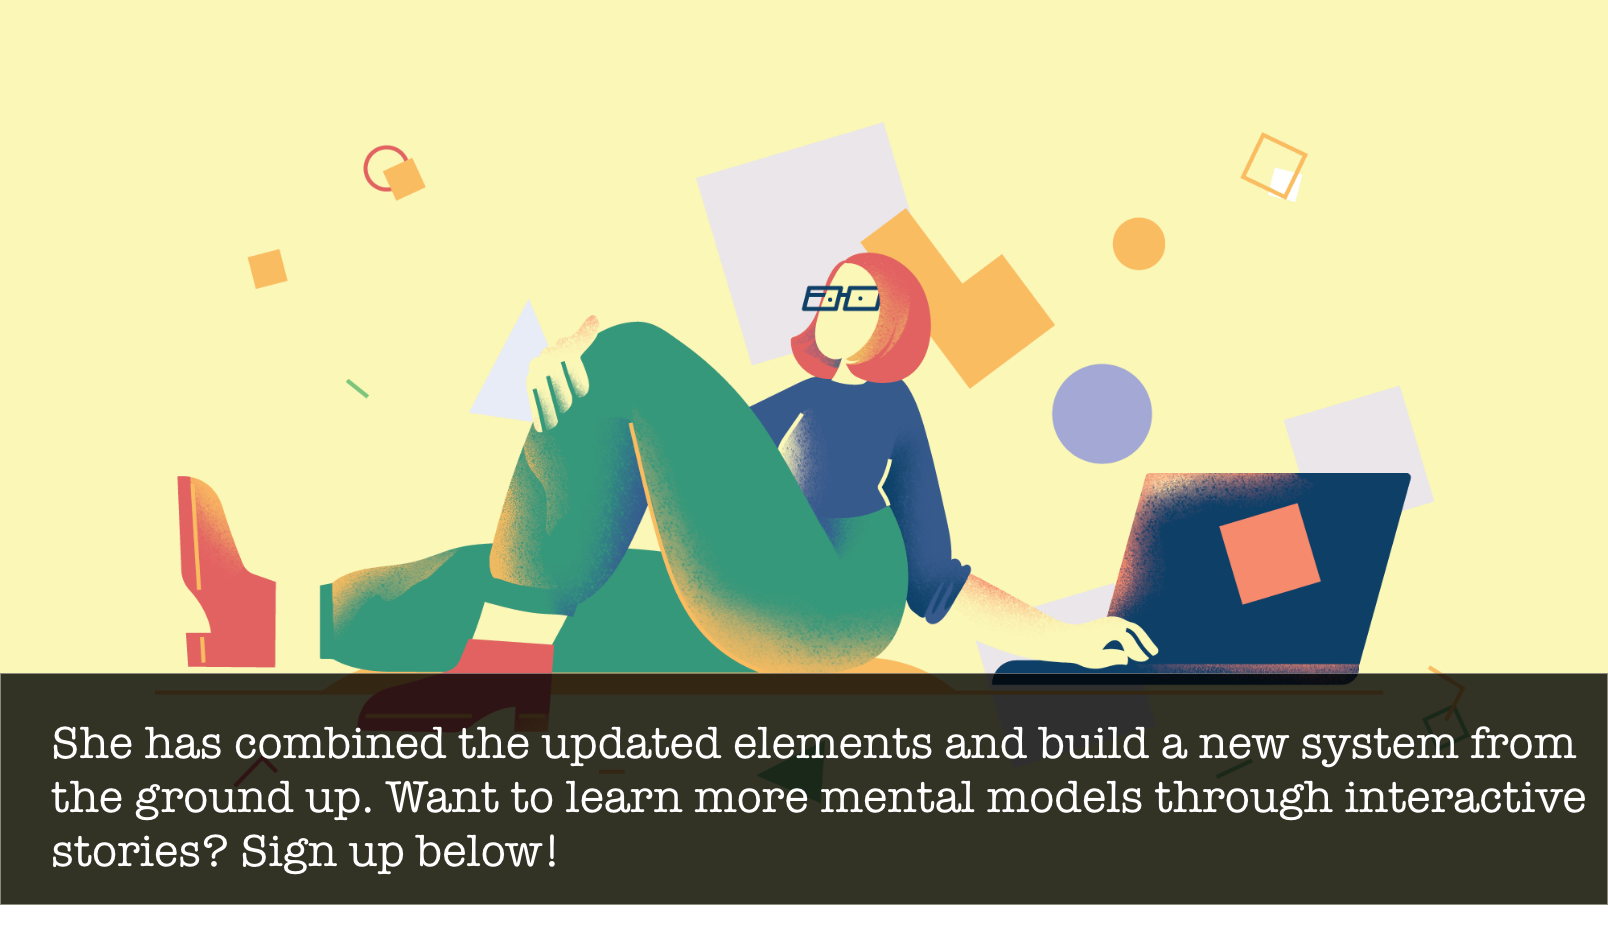 She has combined the updated elements and build a new system from
the ground up. Want to learn more mental models through interactive
stories? Sign up below!